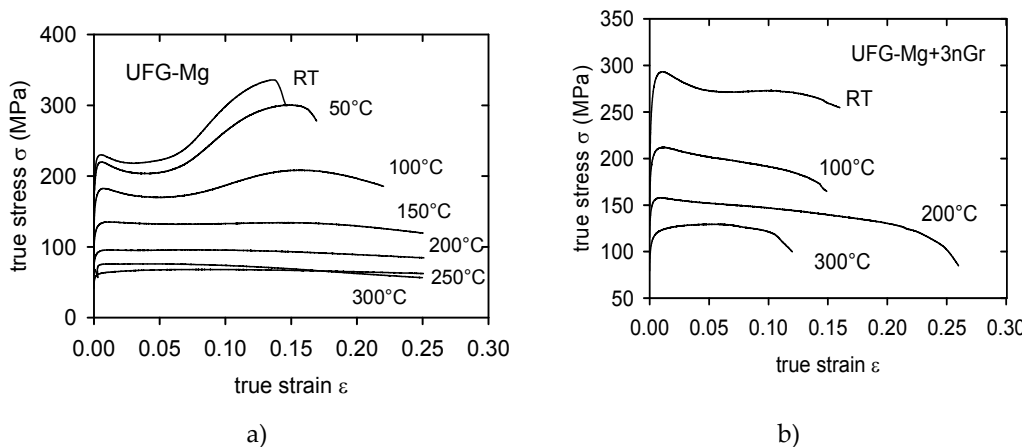 UFG-Mg
RT
50°C
100°C
150°C
200°C
250°C
300°C
400
300
200
100
0
0.00 0.05 0.10 0.15 0.20 0.25 0.30
true stress σ (MPa)
true strain ε
a)
UFG-Mg+3nGr
RT
100°C
200°C
300°C
350
300
250
200
150
100
50
0.00 0.05 0.10 0.15 0.20 0.25 0.30
true stress σ (MPa)
true strain ε
b)